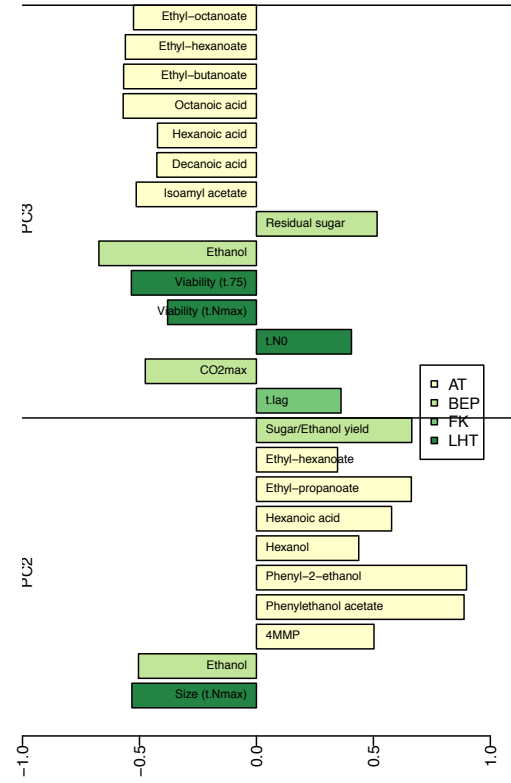 Ethyl−octanoate
Ethyl−hexanoate
Ethyl−butanoate
Octanoic acid
Hexanoic acid
Decanoic acid
Isoamyl acetate
PC3
Residual sugar
Ethanol
Viability (t.75)
Viability (t.Nmax)
t.N0
CO2max
t.lag
AT
BEP
FK
LHT
Sugar/Ethanol yield
Ethyl−hexanoate
Ethyl−propanoate
Hexanoic acid
Hexanol
PC2
Phenyl−2−ethanol
Phenylethanol acetate
4MMP
Ethanol
Size (t.Nmax)
−1.0
−0.5
0.0
0.5
1.0